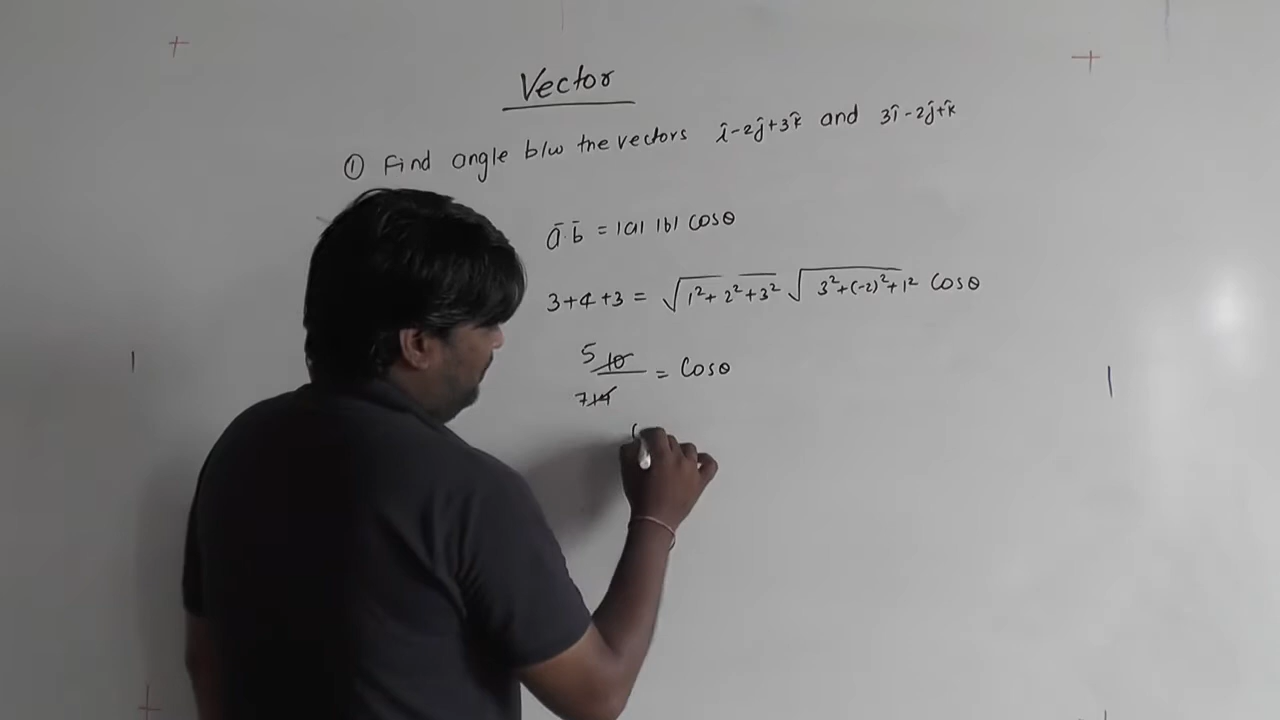 Vector
① Find angle b/w the vectors î-2ĵ+3k̂ and 3î-2ĵ+k̂
ā·b̄ = |a| |b| cosθ
3+4+3 = √1²+2²+3² √3²+(-2)²+1² cosθ
5 10/7 14 = Cosθ